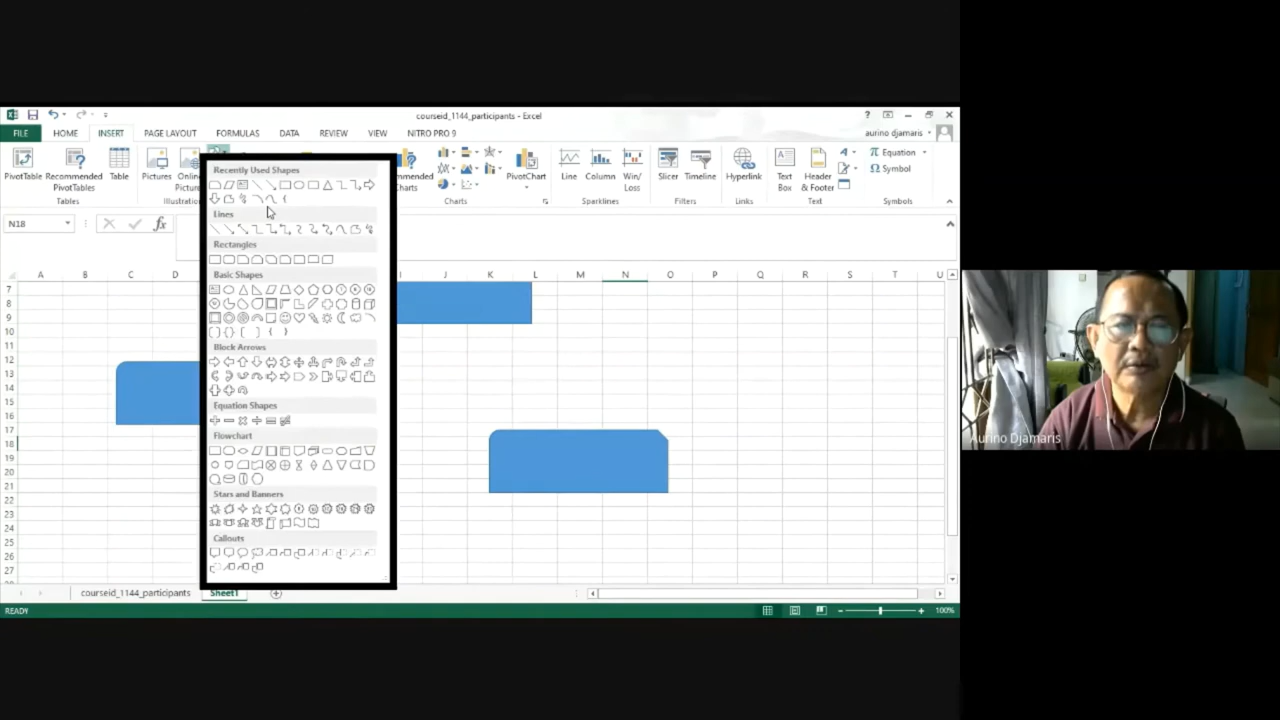 courseid_1144_participants - Excel
?
FILE HOME INSERT PAGE LAYOUT FORMULAS DATA REVIEW VIEW NITRO PRO 9 aurino djamaris
PivotTable Recommended PivotTables Table
Tables
Pictures Online
Charts
PivotChart
Charts
Line Column Win/Loss
Sparklines
Slicer Timeline
Filters
Hyperlink
Links
Text Box Header & Footer
Text
π Equation
Ω Symbol
Symbols
Recently Used Shapes
Lines
Rectangles
Basic Shapes
Block Arrows
Equation Shapes
Flowchart
Stars and Banners
Callouts
N18 fx
A B C D I J K L M N O P Q R S T U
7
8
9
10
11
12
13
14
15
16
17
18
19
20
21
22
23
24
25
26
27
courseid_1144_participants Sheet1
READY 100%
Aurino Djamaris